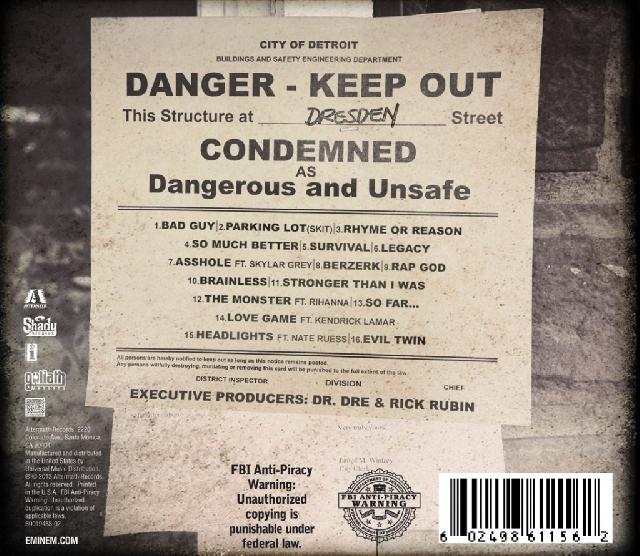 CITY OF DETROIT
BUILDINGS AND SAFETY ENGINEERING DEPARTMENT
DANGER - KEEP OUT
This Structure at DRESDEN Street
CONDEMNED
AS
Dangerous and Unsafe
1.BAD GUY|2.PARKING LOT(SKIT)|3.RHYME OR REASON
4.SO MUCH BETTER|5.SURVIVAL|6.LEGACY
7.ASSHOLE FT. SKYLAR GREY|8.BERZERK|9.RAP GOD
10.BRAINLESS|11.STRONGER THAN I WAS
12.THE MONSTER FT. RIHANNA|13.SO FAR...
14.LOVE GAME FT. KENDRICK LAMAR
15.HEADLIGHTS FT. NATE RUESS|16.EVIL TWIN
All persons are hereby notified to keep out as long as this notice remains posted.
Any persons willfully destroying, mutilating or removing this card will be punished to the full extent of the law.
DISTRICT INSPECTOR DIVISION CHIEF
EXECUTIVE PRODUCERS: DR. DRE & RICK RUBIN
Very truly yours,
City Clerk
AFTERMATH
Shady
RECORDS
goliath
ARTISTS
Aftermath Records, 2220
Colorado Ave., Santa Monica,
CA 90404
Manufactured and distributed
in the United States by
Universal Music Distribution.
℗© 2013 Aftermath Records.
All rights reserved. Printed
in the U.S.A. FBI Anti-Piracy
Warning: Unauthorized
duplication is a violation of
applicable laws.
EMINEM.COM
FBI Anti-Piracy
Warning:
Unauthorized
copying is
punishable under
federal law.
FBI ANTI-PIRACY
WARNING
6 02498 61156 2